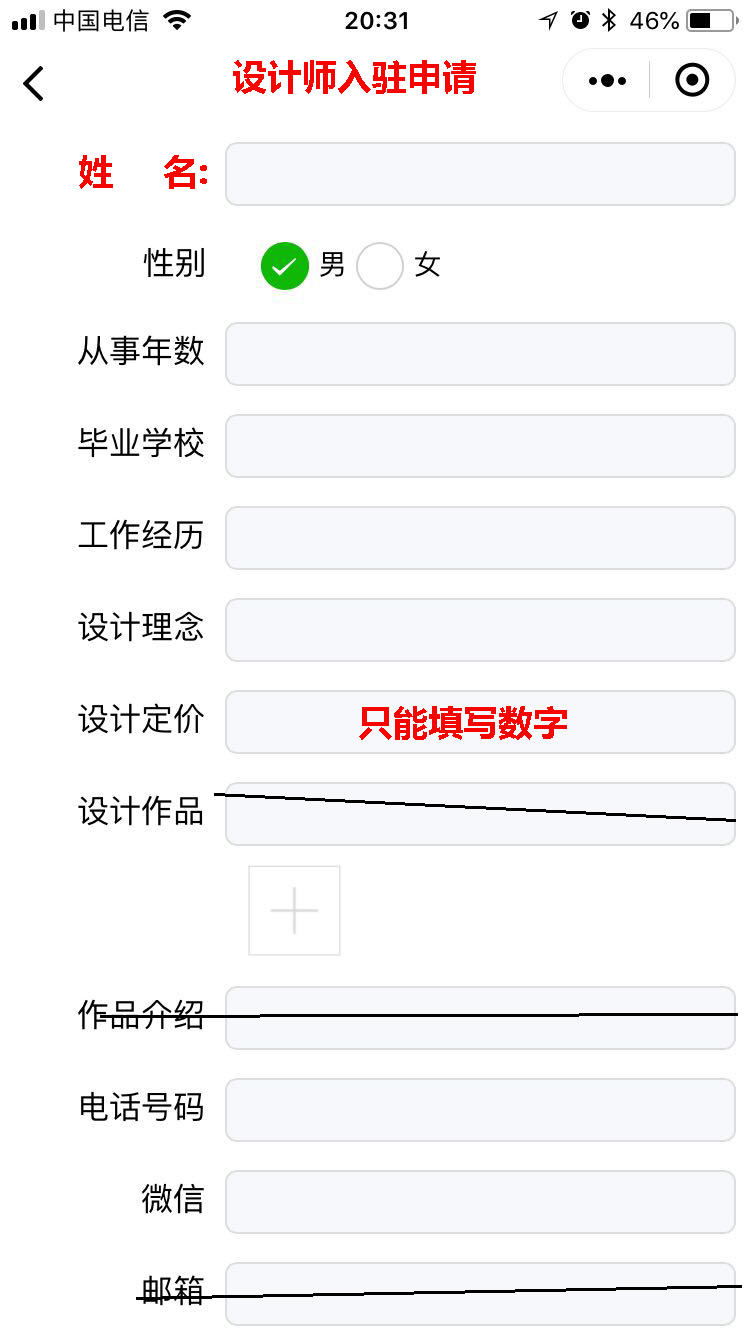 中国电信 20:31 46%
设计师入驻申请
姓 名:
性别 男 女
从事年数
毕业学校
工作经历
设计理念
设计定价 只能填写数字
设计作品
作品介绍
电话号码
微信
邮箱